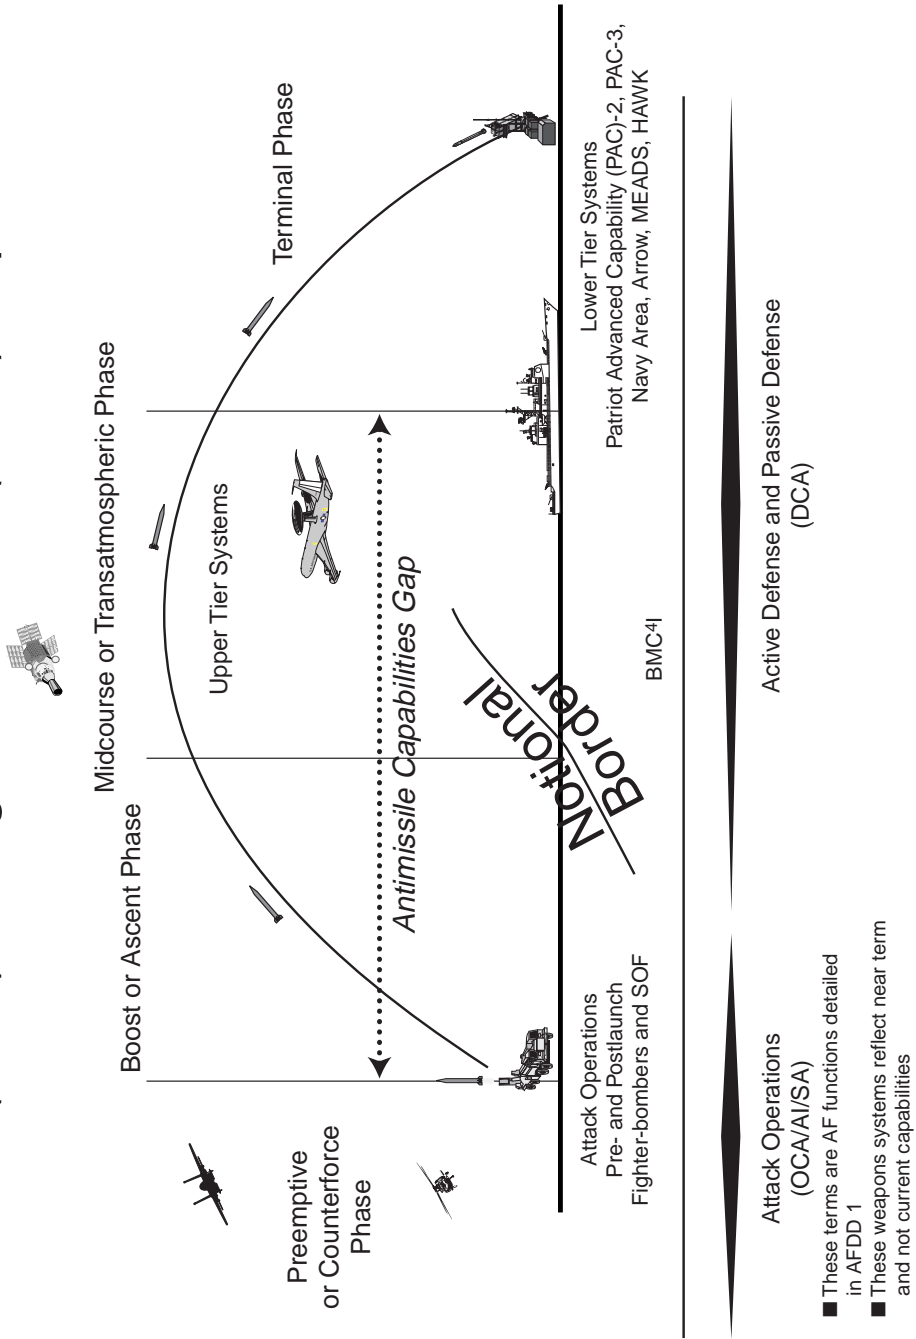 Boost or Ascent Phase
Midcourse or Transatmospheric Phase
Terminal Phase
Preemptive
or Counterforce
Phase
Upper Tier Systems
Antimissile Capabilities Gap
Notional
Border
Attack Operations
Pre- and Postlaunch
Fighter-bombers and SOF
BMC⁴I
Lower Tier Systems
Patriot Advanced Capability (PAC)-2, PAC-3,
Navy Area, Arrow, MEADS, HAWK
Attack Operations
(OCA/AI/SA)
Active Defense and Passive Defense
(DCA)
■ These terms are AF functions detailed
in AFDD 1
■ These weapons systems reflect near term
and not current capabilities